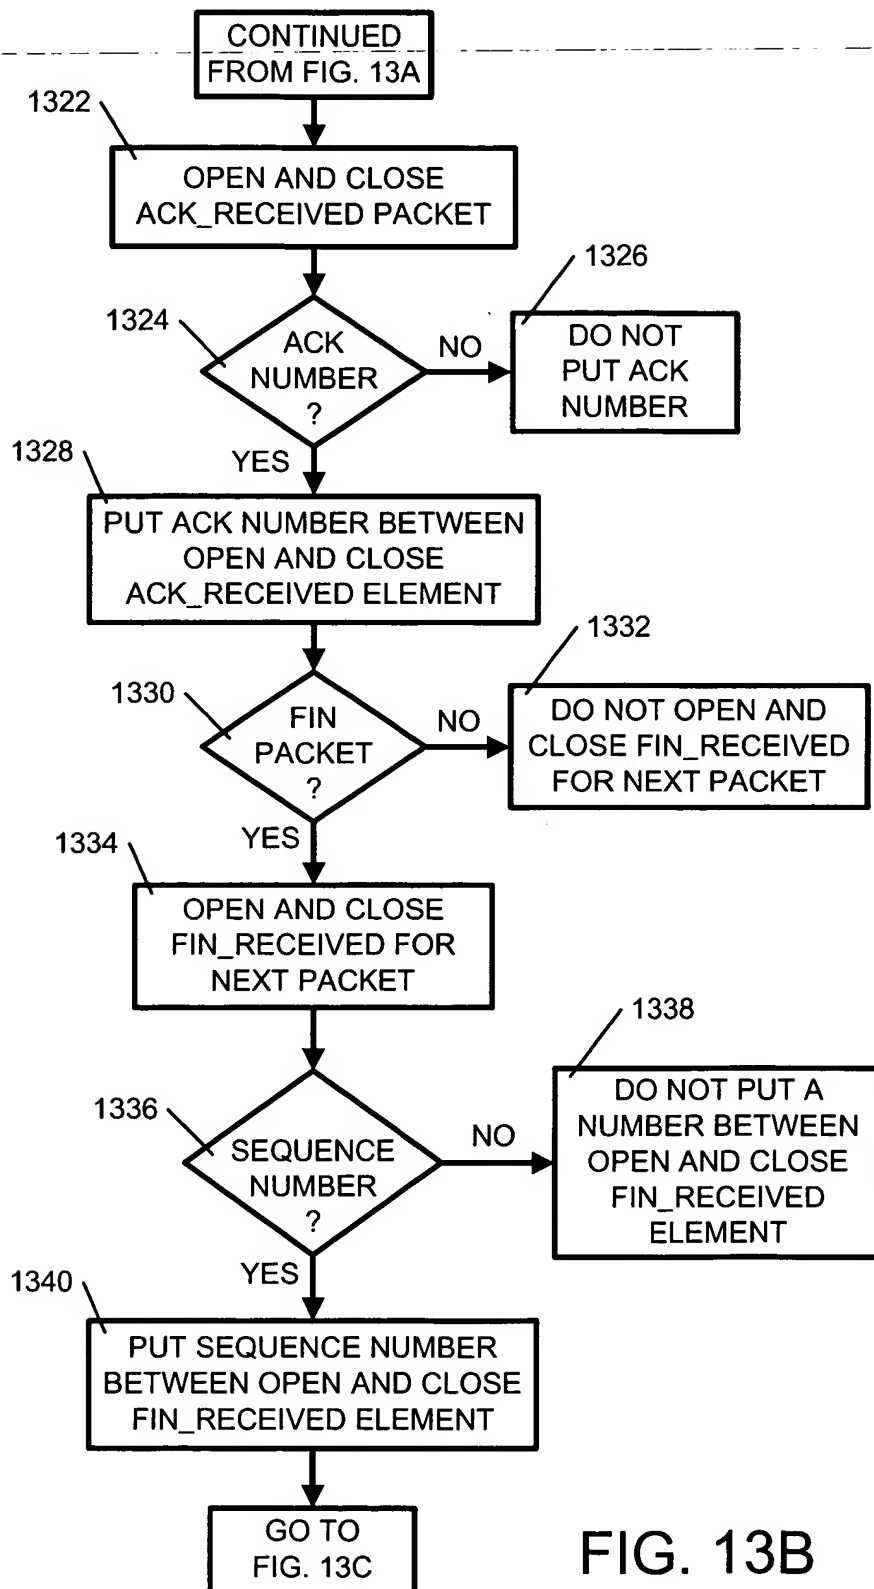 CONTINUED
FROM FIG. 13A
1322
OPEN AND CLOSE
ACK_RECEIVED PACKET
1324
ACK
NUMBER
?
NO
1326
DO NOT
PUT ACK
NUMBER
YES
1328
PUT ACK NUMBER BETWEEN
OPEN AND CLOSE
ACK_RECEIVED ELEMENT
1330
FIN
PACKET
?
NO
1332
DO NOT OPEN AND
CLOSE FIN_RECEIVED
FOR NEXT PACKET
YES
1334
OPEN AND CLOSE
FIN_RECEIVED FOR
NEXT PACKET
1336
SEQUENCE
NUMBER
?
NO
1338
DO NOT PUT A
NUMBER BETWEEN
OPEN AND CLOSE
FIN_RECEIVED
ELEMENT
YES
1340
PUT SEQUENCE NUMBER
BETWEEN OPEN AND CLOSE
FIN_RECEIVED ELEMENT
GO TO
FIG. 13C
FIG. 13B